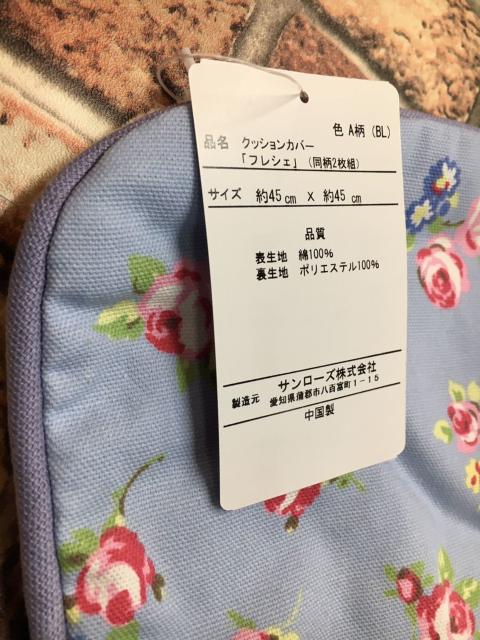 色 A柄 (BL)
品名 クッションカバー
「フレシェ」(同柄2枚組)
サイズ 約45cm × 約45cm
品質
表生地 綿100%
裏生地 ポリエステル100%
サンローズ株式会社
製造元 愛知県蒲郡市八百富町1-15
中国製